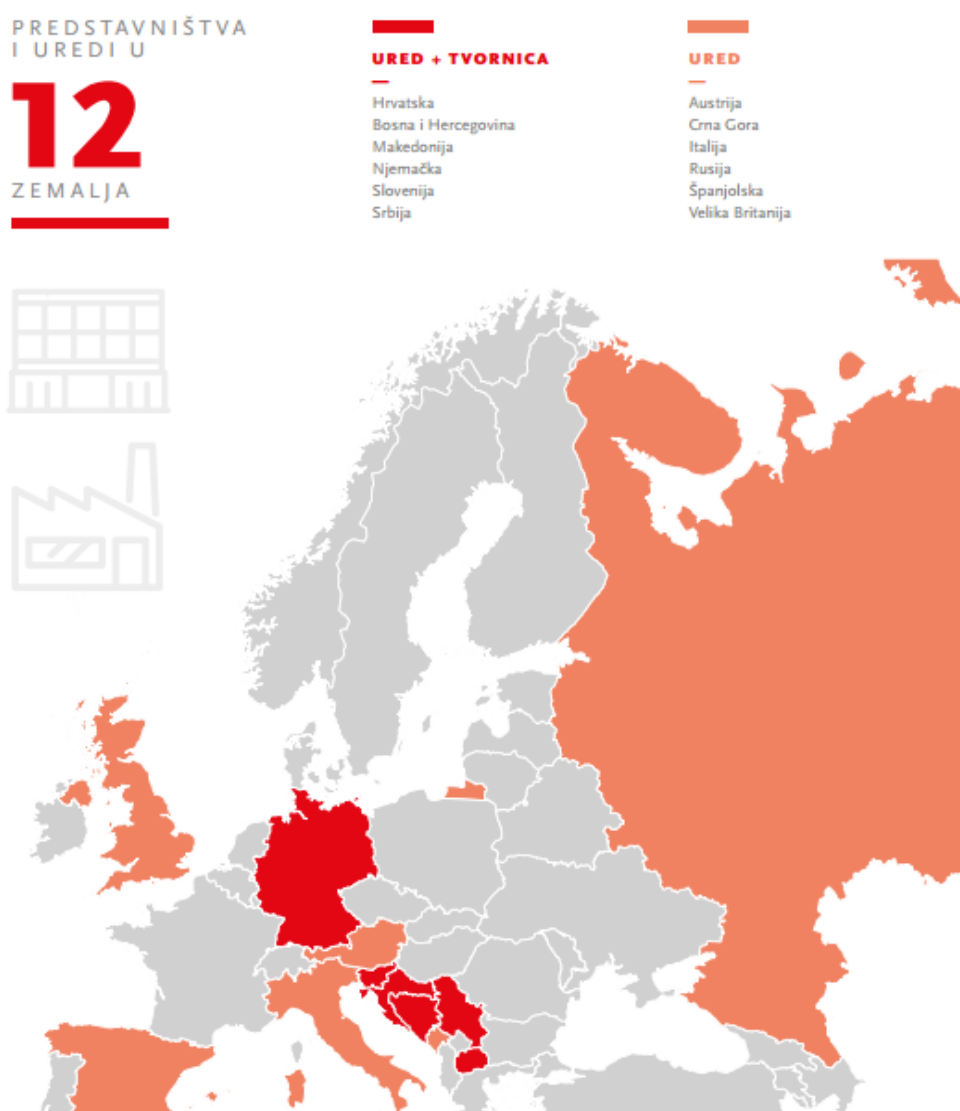 PREDSTAVNIŠTVA
I UREDI U
12
ZEMALJA
URED + TVORNICA
Hrvatska
Bosna i Hercegovina
Makedonija
Njemačka
Slovenija
Srbija
URED
Austrija
Crna Gora
Italija
Rusija
Španjolska
Velika Britanija